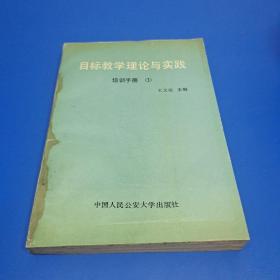 目标教学理论与实践
培训手册 ①
主编
中国人民公安大学出版社